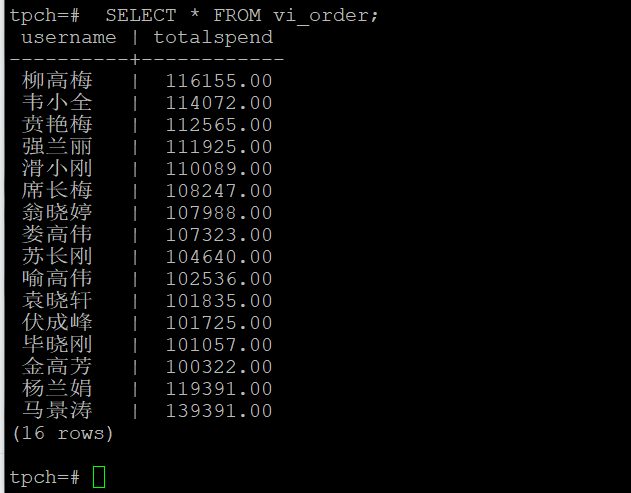 tpch=#  SELECT * FROM vi_order;
 username | totalspend
----------+------------
 柳高梅   |  116155.00
 韦小全   |  114072.00
 贲艳梅   |  112565.00
 强兰丽   |  111925.00
 滑小刚   |  110089.00
 席长梅   |  108247.00
 翁晓婷   |  107988.00
 娄高伟   |  107323.00
 苏长刚   |  104640.00
 喻高伟   |  102536.00
 袁晓轩   |  101835.00
 伏成峰   |  101725.00
 毕晓刚   |  101057.00
 金高芳   |  100322.00
 杨兰娟   |  119391.00
 马景涛   |  139391.00
(16 rows)
tpch=#